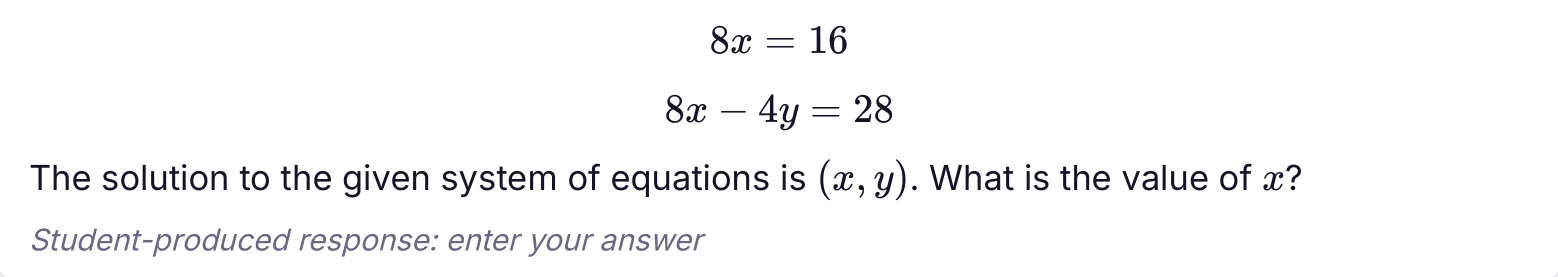 8x = 16
8x − 4y = 28
The solution to the given system of equations is (x, y). What is the value of x?
Student-produced response: enter your answer